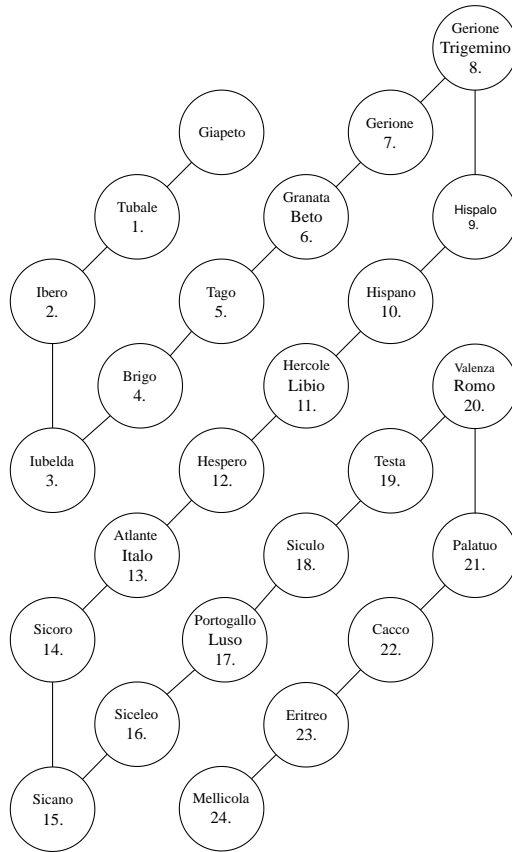 Giapeto
Tubale
1.
Ibero
2.
Iubelda
3.
Brigo
4.
Tago
5.
Granata
Beto
6.
Gerione
7.
Gerione
Trigemino
8.
Hispalo
9.
Hispano
10.
Hercole
Libio
11.
Hespero
12.
Atlante
Italo
13.
Sicoro
14.
Sicano
15.
Siceleo
16.
Portogallo
Luso
17.
Siculo
18.
Testa
19.
Valenza
Romo
20.
Palatuo
21.
Cacco
22.
Eritreo
23.
Mellicola
24.